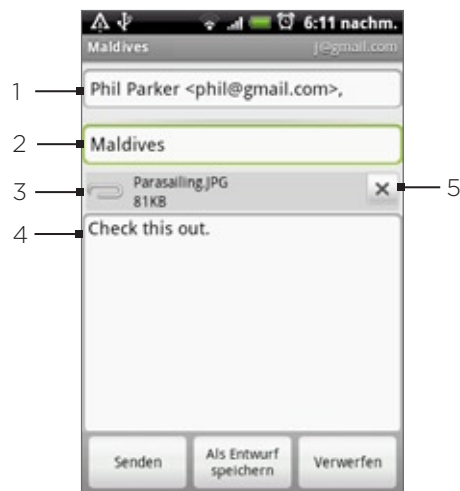 6:11 nachm.
Maldives j@gmail.com
1 Phil Parker <phil@gmail.com>,
2 Maldives
3 Parasailing.JPG 5
81KB
4 Check this out.
Senden Als Entwurf speichern Verwerfen